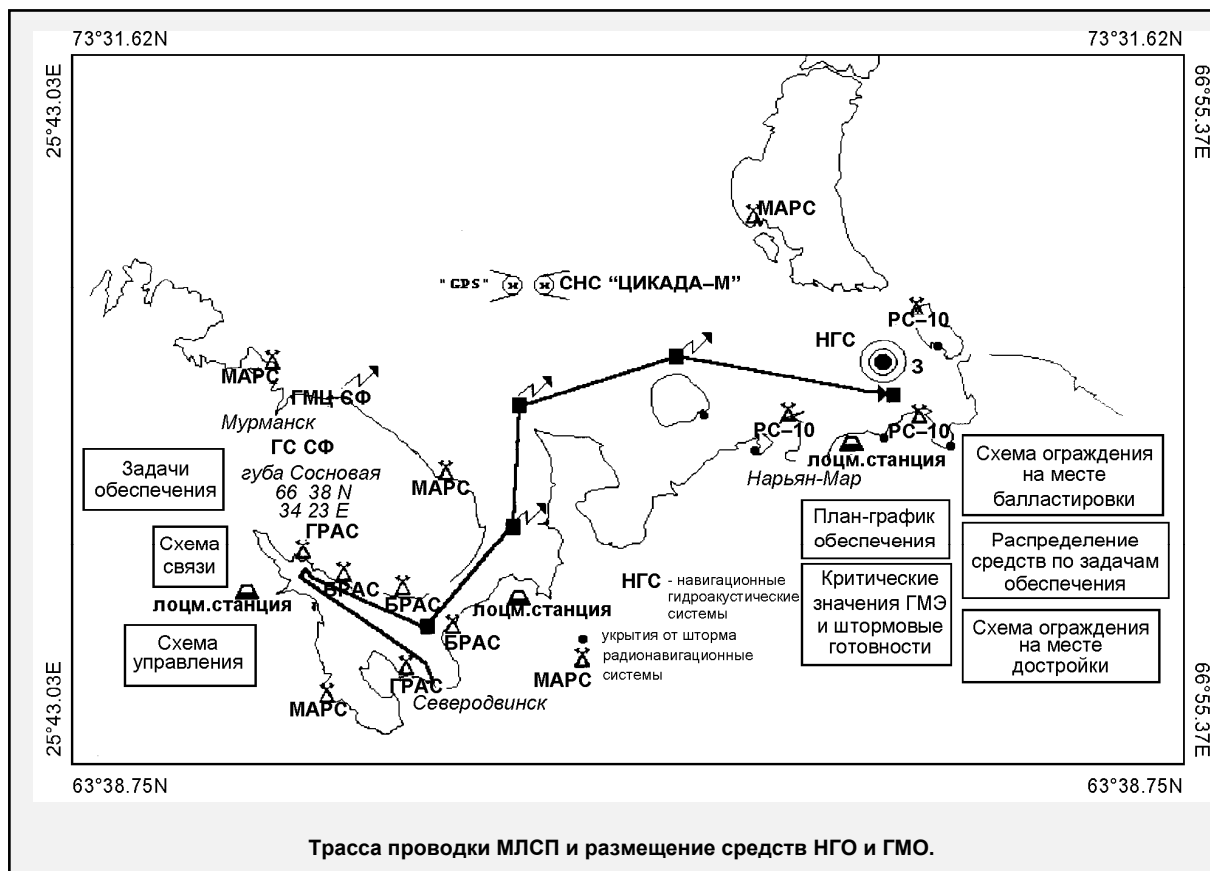 73°31.62N
73°31.62N
25°43.03E
66°55.37E
МАРС
"GPS"
СНС “ЦИКАДА–М”
РС–10
НГС
3
МАРС
ГМЦ СФ
Мурманск
ГС СФ
губа Сосновая
66 38 N
34 23 E
МАРС
РС–10
РС–10
лоцм.станция
Нарьян-Мар
Задачи
обеспечения
Схема
связи
лоцм.станция
Схема
управления
ГРАС
БРАС
БРАС
лоцм.станция
БРАС
ГРАС
Северодвинск
МАРС
НГС
- навигационные
гидроакустические
системы
укрытия от шторма
радионавигационные
системы
МАРС
План-график
обеспечения
Критические
значения ГМЭ
и штормовые
готовности
Схема ограждения
на месте
балластировки
Распределение
средств по задачам
обеспечения
Схема ограждения
на месте
достройки
25°43.03E
66°55.37E
63°38.75N
63°38.75N
Трасса проводки МЛСП и размещение средств НГО и ГМО.